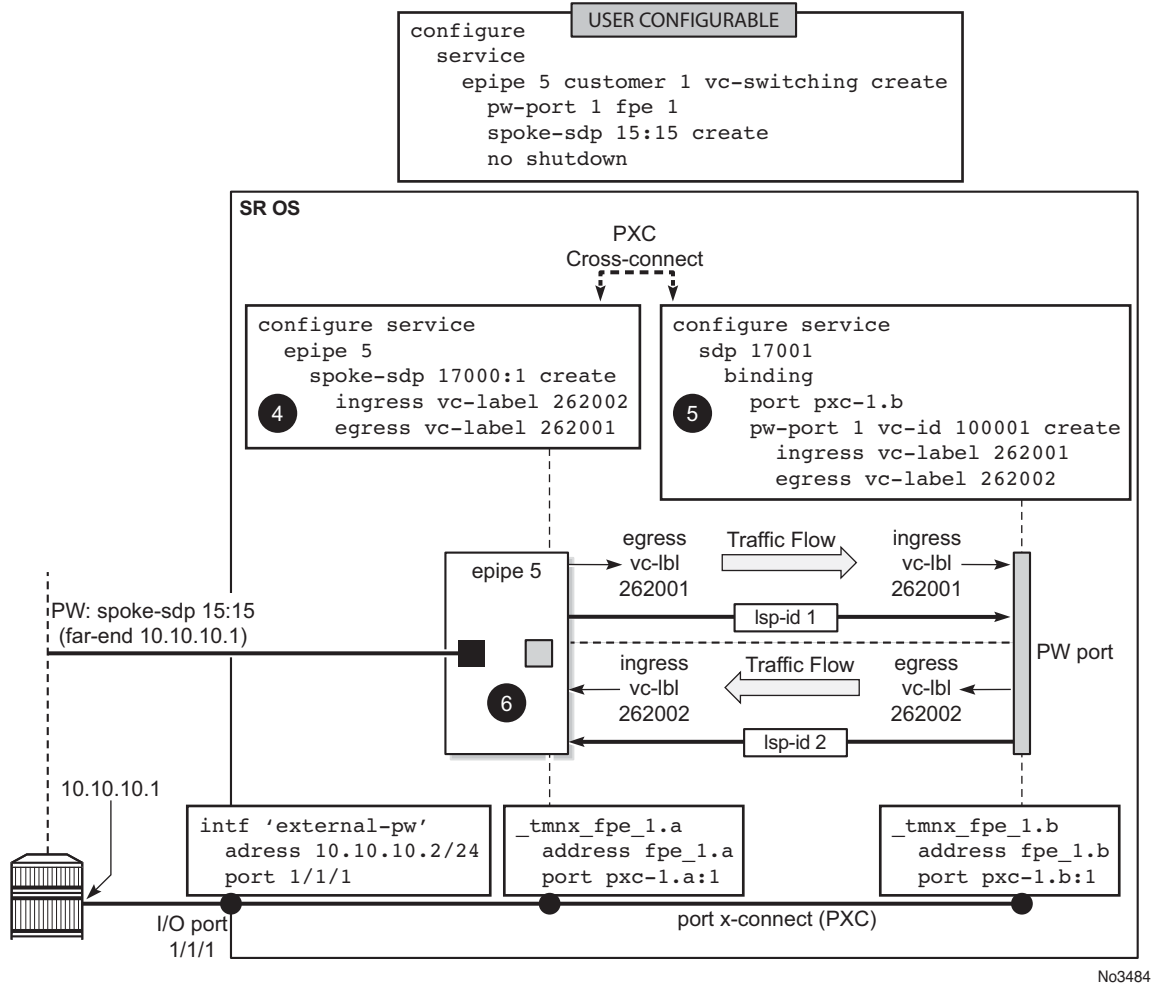 USER CONFIGURABLE
configure
service
epipe 5 customer 1 vc-switching create
pw-port 1 fpe 1
spoke-sdp 15:15 create
no shutdown
SR OS
PXC
Cross-connect
configure service
epipe 5
spoke-sdp 17000:1 create
ingress vc-label 262002
egress vc-label 262001
4
configure service
sdp 17001
binding
port pxc-1.b
pw-port 1 vc-id 100001 create
ingress vc-label 262001
egress vc-label 262002
5
epipe 5
6
egress
vc-lbl
262001
Traffic Flow
ingress
vc-lbl
262001
lsp-id 1
PW: spoke-sdp 15:15
(far-end 10.10.10.1)
ingress
vc-lbl
262002
Traffic Flow
egress
vc-lbl
262002
lsp-id 2
PW port
10.10.10.1
intf ‘external-pw’
adress 10.10.10.2/24
port 1/1/1
_tmnx_fpe_1.a
address fpe_1.a
port pxc-1.a:1
_tmnx_fpe_1.b
address fpe_1.b
port pxc-1.b:1
I/O port
1/1/1
port x-connect (PXC)
No3484